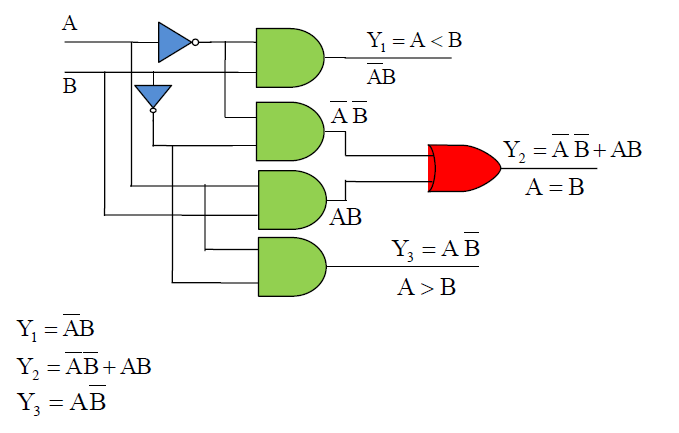 A
B
Y₁ = A < B
A̅B
A̅ B̅
Y₂ = A̅ B̅ + AB
A = B
AB
Y₃ = A B̅
A > B
Y₁ = A̅B
Y₂ = A̅B̅ + AB
Y₃ = AB̅